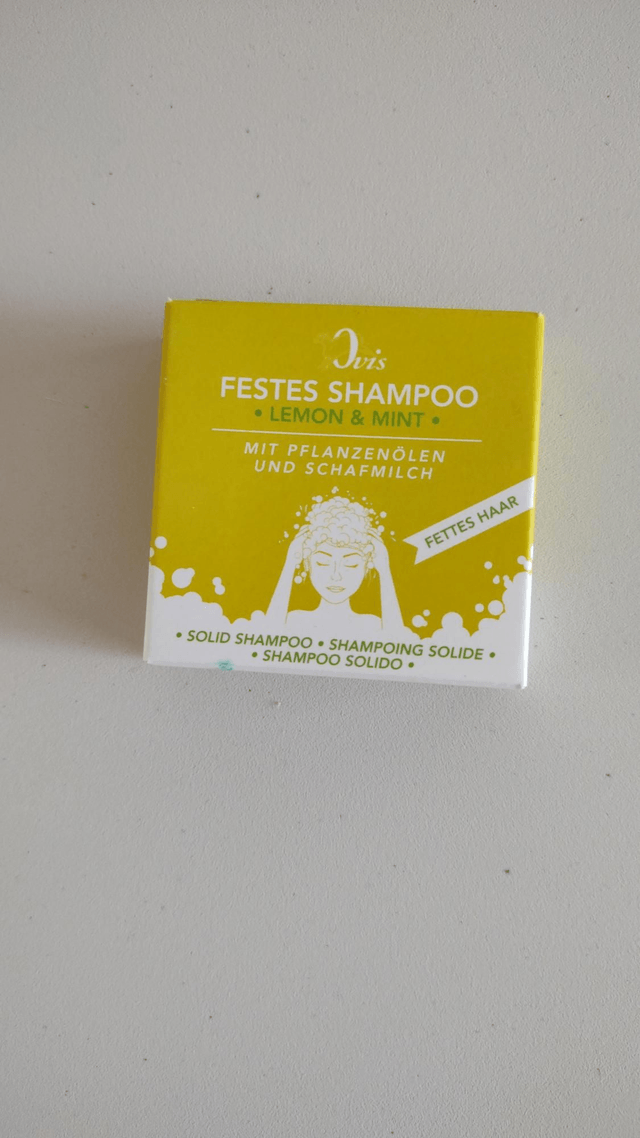 Ovis
FESTES SHAMPOO
• LEMON & MINT •
MIT PFLANZENÖLEN
UND SCHAFMILCH
FETTES HAAR
• SOLID SHAMPOO • SHAMPOING SOLIDE •
• SHAMPOO SOLIDO •